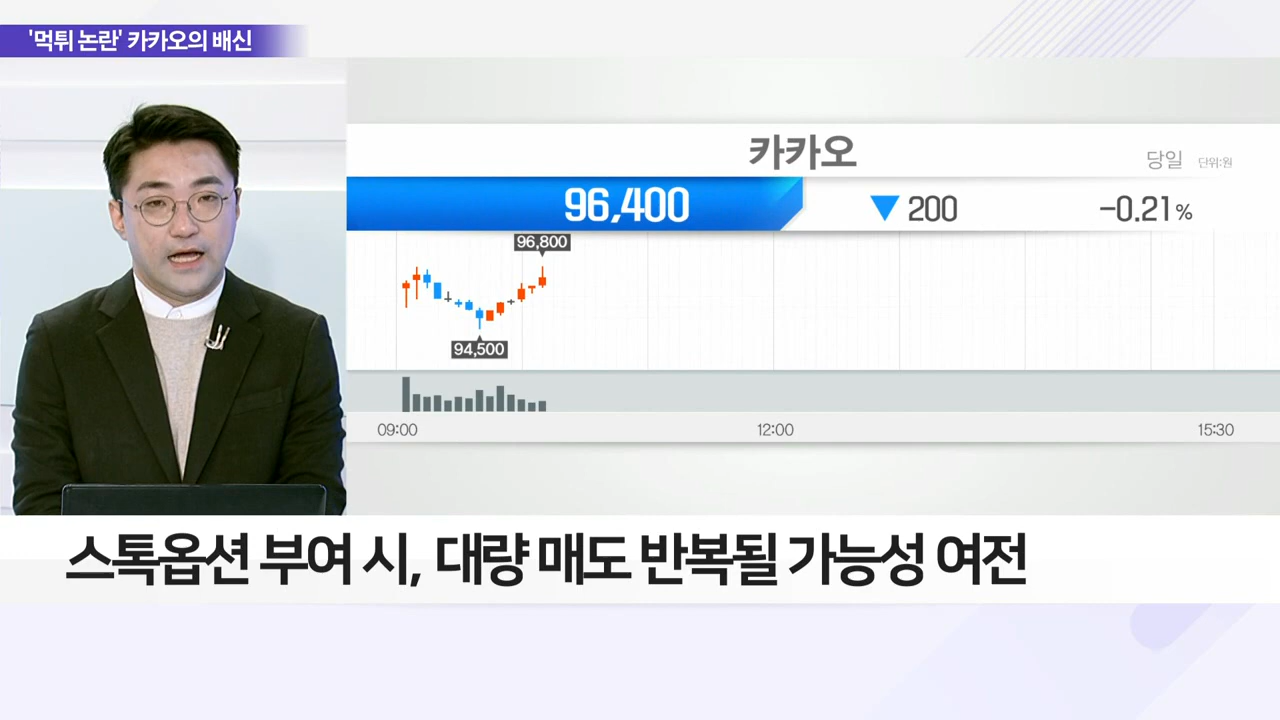 '먹튀 논란' 카카오의 배신
카카오
당일 단위:원
96,400 ▼ 200 -0.21%
96,800
94,500
09:00 12:00 15:30
스톡옵션 부여 시, 대량 매도 반복될 가능성 여전